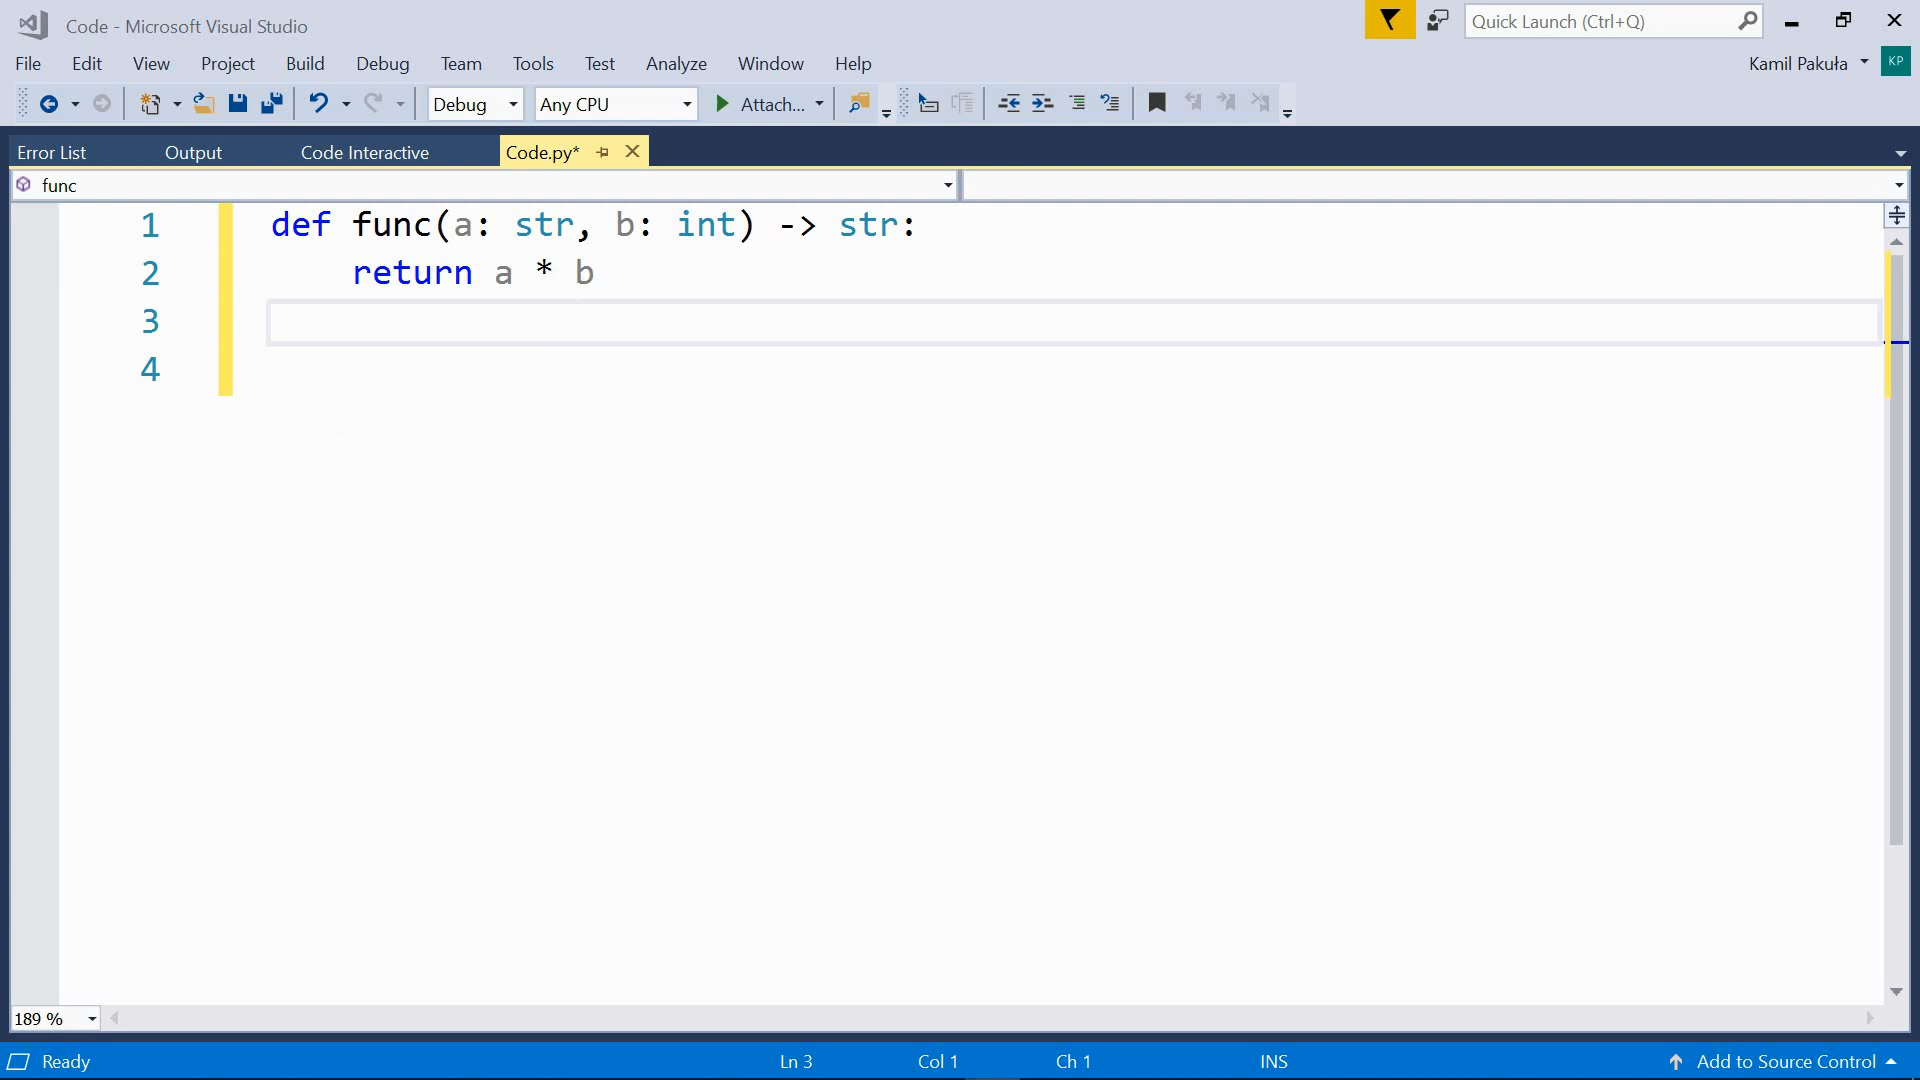 Code - Microsoft Visual Studio
Quick Launch (Ctrl+Q)
File Edit View Project Build Debug Team Tools Test Analyze Window Help
Kamil Pakuła KP
Debug Any CPU Attach...
Error List Output Code Interactive Code.py*
func
1 def func(a: str, b: int) -> str:
2 return a * b
3
4
189 %
Ready Ln 3 Col 1 Ch 1 INS Add to Source Control